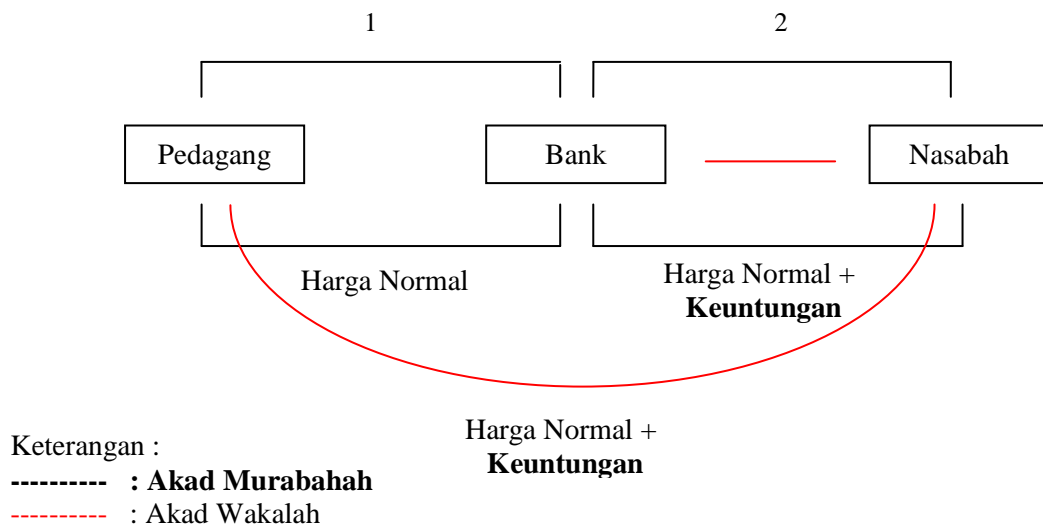 1 2
Pedagang Bank Nasabah
Harga Normal
Harga Normal +
Keuntungan
Harga Normal +
Keuntungan
Keterangan :
---------- : Akad Murabahah
---------- : Akad Wakalah